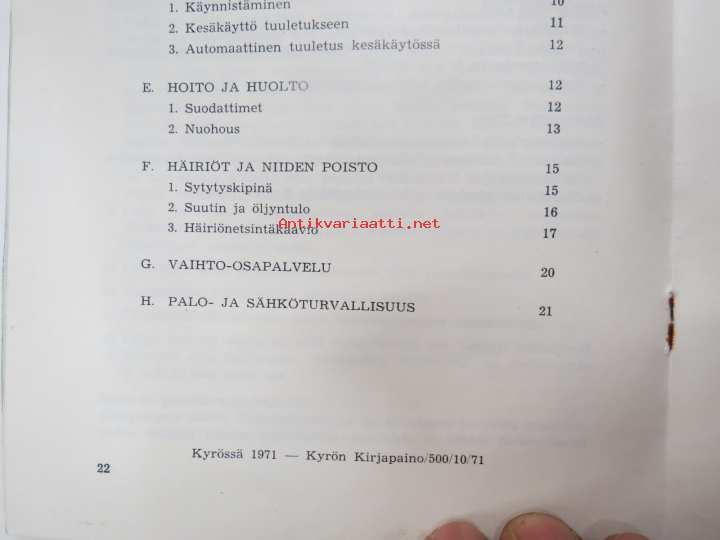 1. Käynnistäminen 10
2. Kesäkäyttö tuuletukseen 11
3. Automaattinen tuuletus kesäkäytössä 12
E. HOITO JA HUOLTO 12
1. Suodattimet 12
2. Nuohous 13
F. HÄIRIÖT JA NIIDEN POISTO 15
1. Sytytyskipinä 15
2. Suutin ja öljyntulo 16
Antikvariaatti.net
3. Häiriönetsintäkaavio 17
G. VAIHTO-OSAPALVELU 20
H. PALO- JA SÄHKÖTURVALLISUUS 21
Kyrössä 1971 — Kyrön Kirjapaino/500/10/71
22